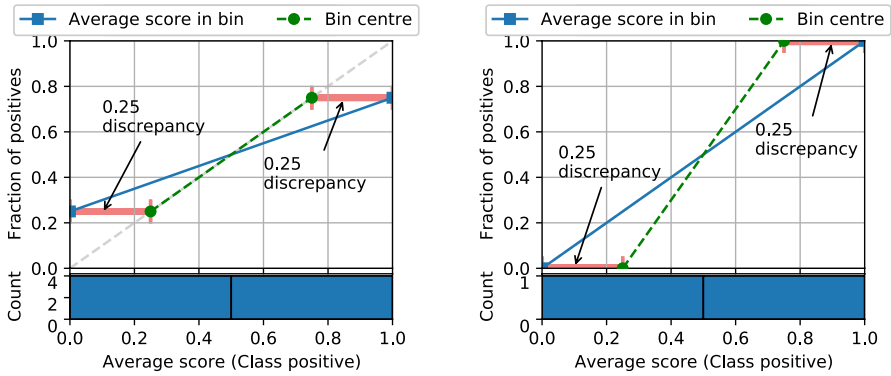 Average score in bin
Bin centre
1.0
0.8
0.6
0.4
0.2
0.0
Fraction of positives
0.25
discrepancy
0.25
discrepancy
4
2
0
Count
0.0 0.2 0.4 0.6 0.8 1.0
Average score (Class positive)
Average score in bin
Bin centre
1.0
0.8
0.6
0.4
0.2
0.0
Fraction of positives
0.25
discrepancy
0.25
discrepancy
1
0
Count
0.0 0.2 0.4 0.6 0.8 1.0
Average score (Class positive)